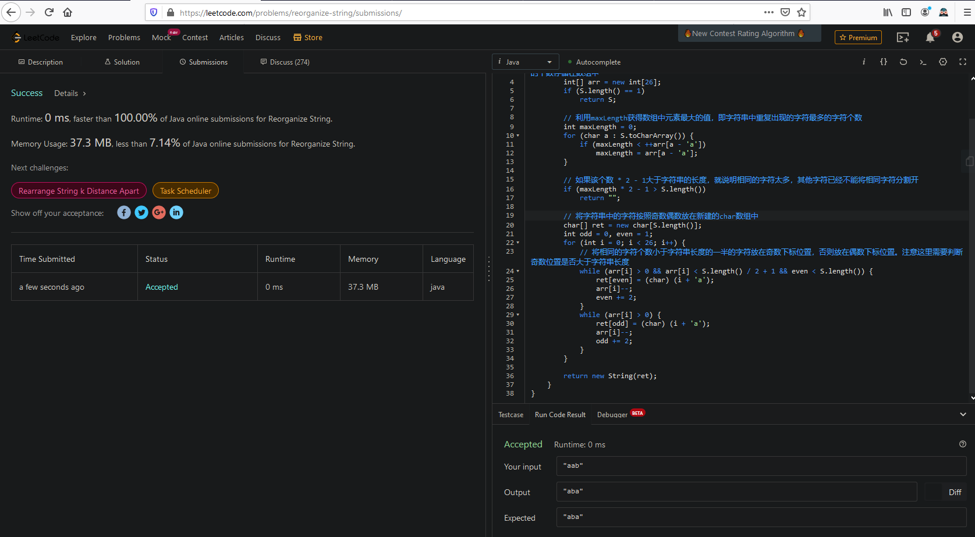 https://leetcode.com/problems/reorganize-string/submissions/
LeetCode
Explore
Problems
Mock
Contest
Articles
Discuss
Store
🔥New Contest Rating Algorithm 🔥
Premium
5
Description
Solution
Submissions
Discuss (274)
i Java
Autocomplete
Success
Details
Runtime: 0 ms, faster than 100.00% of Java online submissions for Reorganize String.
Memory Usage: 37.3 MB, less than 7.14% of Java online submissions for Reorganize String.
Next challenges:
Rearrange String k Distance Apart
Task Scheduler
Show off your acceptance:
Time Submitted Status Runtime Memory Language
a few seconds ago Accepted 0 ms 37.3 MB java
4 int[] arr = new int[26];
5 if (S.length() == 1)
6 return S;
7
8 // 利用maxLength获得数组中元素最大的值，即字符串中重复出现的字符最多的字符个数
9 int maxLength = 0;
10 for (char a : S.toCharArray()) {
11 if (maxLength < ++arr[a - 'a'])
12 maxLength = arr[a - 'a'];
13 }
14
15 // 如果该个数 * 2 - 1大于字符串的长度，就说明相同的字符太多，其他字符已经不能将相同字符分割开
16 if (maxLength * 2 - 1 > S.length())
17 return "";
18
19 // 将字符串中的字符按照奇数偶数放在新建的char数组中
20 char[] ret = new char[S.length()];
21 int odd = 0, even = 1;
22 for (int i = 0; i < 26; i++) {
23 // 将相同的字符个数小于字符串长度的一半的字符放在奇数下标位置，否则放在偶数下标位置。注意这里需要判断
奇数位置是否大于字符串长度
24 while (arr[i] > 0 && arr[i] < S.length() / 2 + 1 && even < S.length()) {
25 ret[even] = (char) (i + 'a');
26 arr[i]--;
27 even += 2;
28 }
29 while (arr[i] > 0) {
30 ret[odd] = (char) (i + 'a');
31 arr[i]--;
32 odd += 2;
33 }
34 }
35
36 return new String(ret);
37 }
38 }
Testcase
Run Code Result
Debugger BETA
Accepted
Runtime: 0 ms
Your input
"aab"
Output
"aba"
Diff
Expected
"aba"